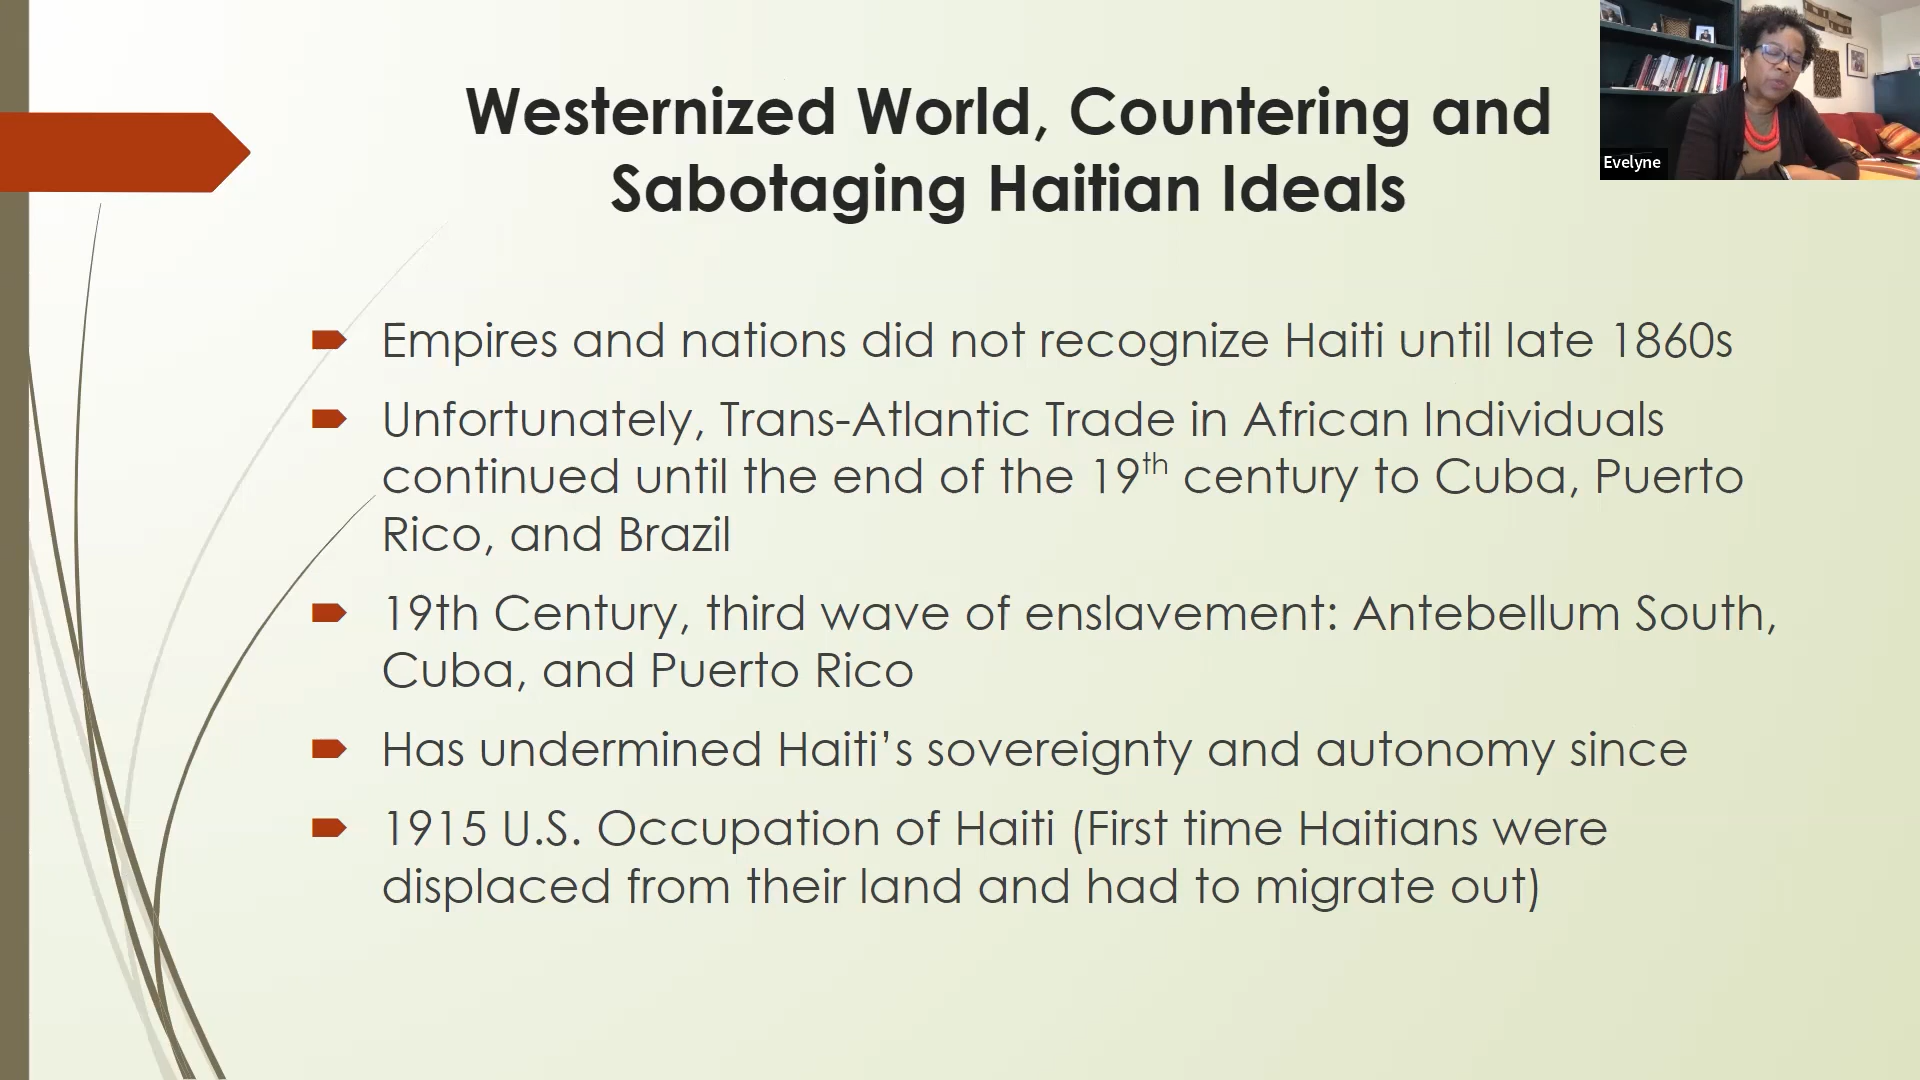 Westernized World, Countering and
Sabotaging Haitian Ideals
Evelyne
Empires and nations did not recognize Haiti until late 1860s
Unfortunately, Trans-Atlantic Trade in African Individuals
continued until the end of the 19th century to Cuba, Puerto
Rico, and Brazil
19th Century, third wave of enslavement: Antebellum South,
Cuba, and Puerto Rico
Has undermined Haiti’s sovereignty and autonomy since
1915 U.S. Occupation of Haiti (First time Haitians were
displaced from their land and had to migrate out)